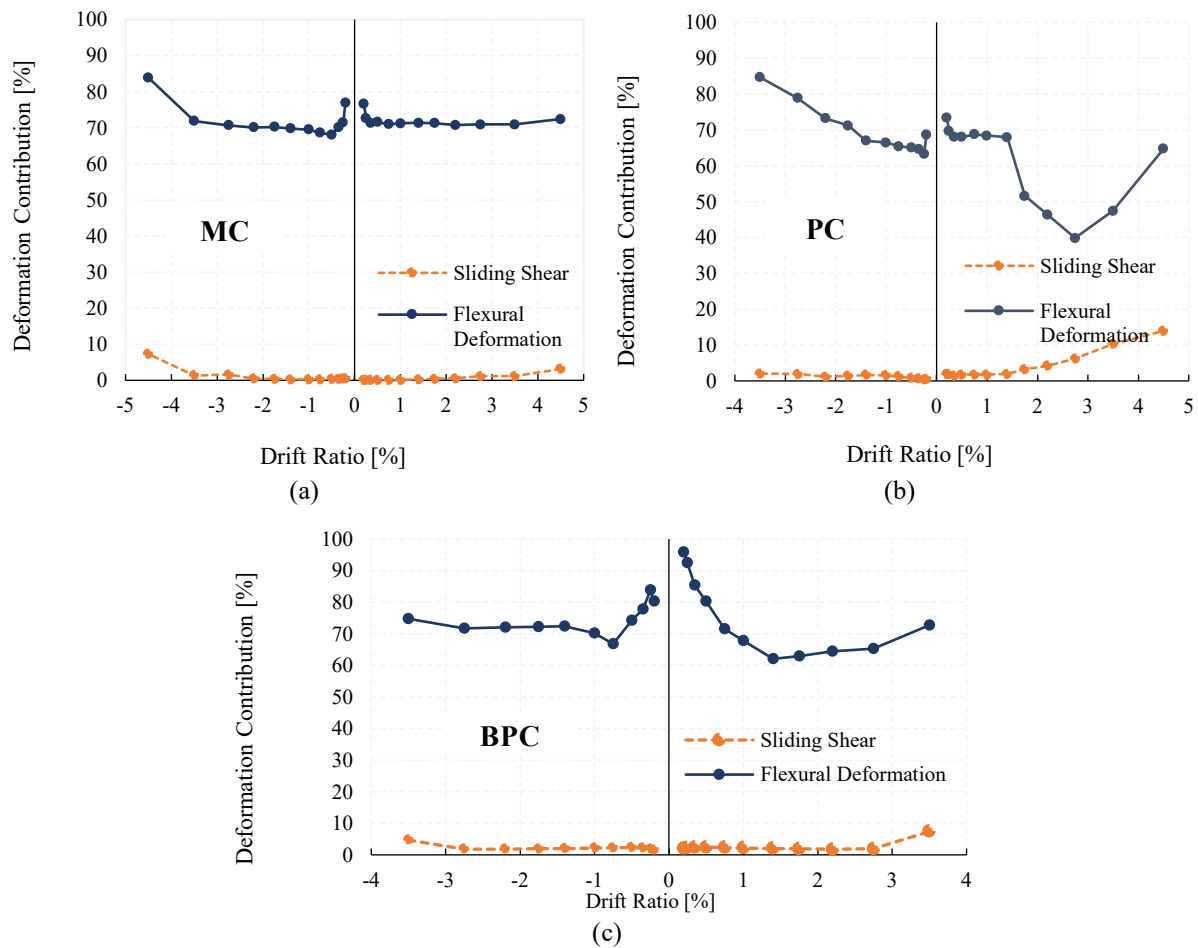 Deformation Contribution [%]
100
90
80
70
60
50
40
30
20
10
0
MC
Sliding Shear
Flexural
Deformation
-5 -4 -3 -2 -1 0 1 2 3 4 5
Drift Ratio [%]
(a)
Deformation Contribution [%]
100
90
80
70
60
50
40
30
20
10
0
PC
Sliding Shear
Flexural
Deformation
-4 -3 -2 -1 0 1 2 3 4 5
Drift Ratio [%]
(b)
Deformation Contribution [%]
100
90
80
70
60
50
40
30
20
10
0
BPC
Sliding Shear
Flexural Deformation
-4 -3 -2 -1 0 1 2 3 4
Drift Ratio [%]
(c)